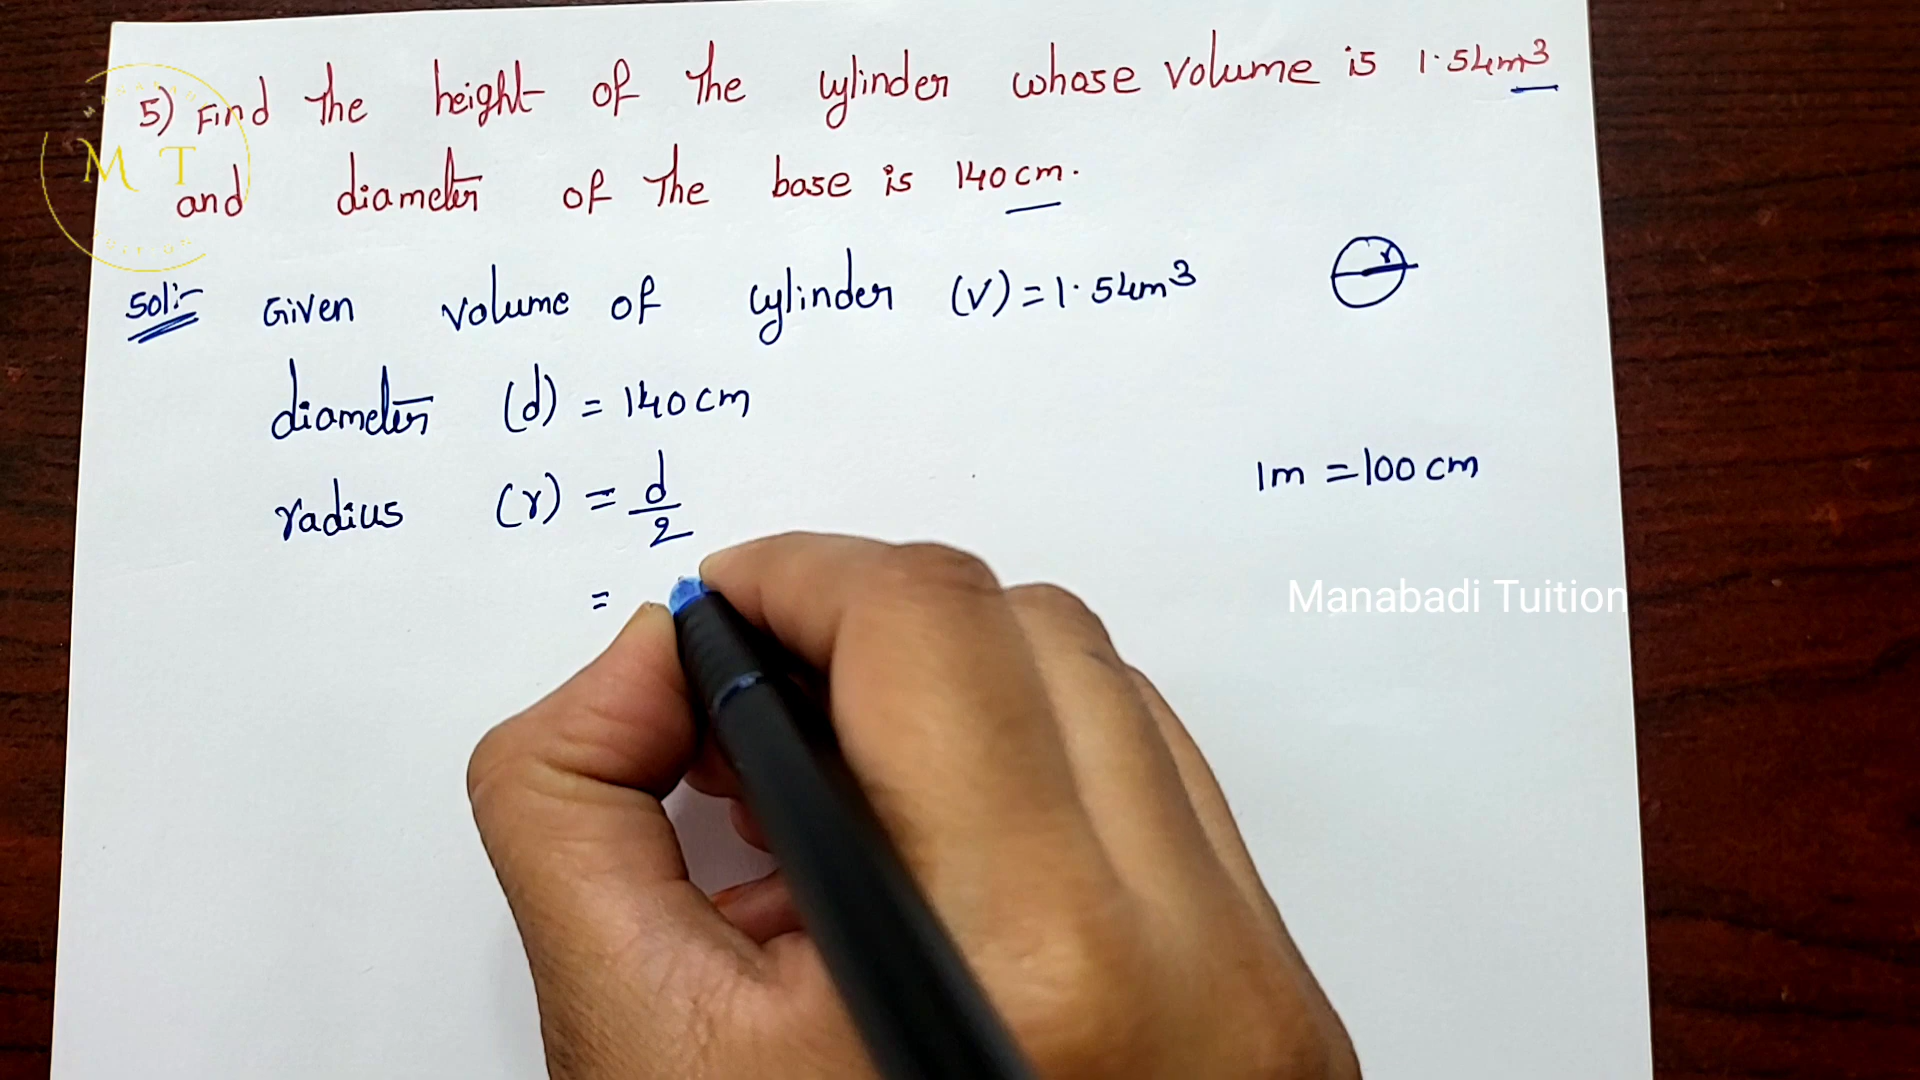 5) Find the height of the cylinder whose volume is 1.54m³
and diameter of the base is 140cm.
M T
Sol:- Given volume of cylinder (V) = 1.54m³
r
diameter (d) = 140cm
1m = 100cm
radius (r) = d/2
=
Manabadi Tuition